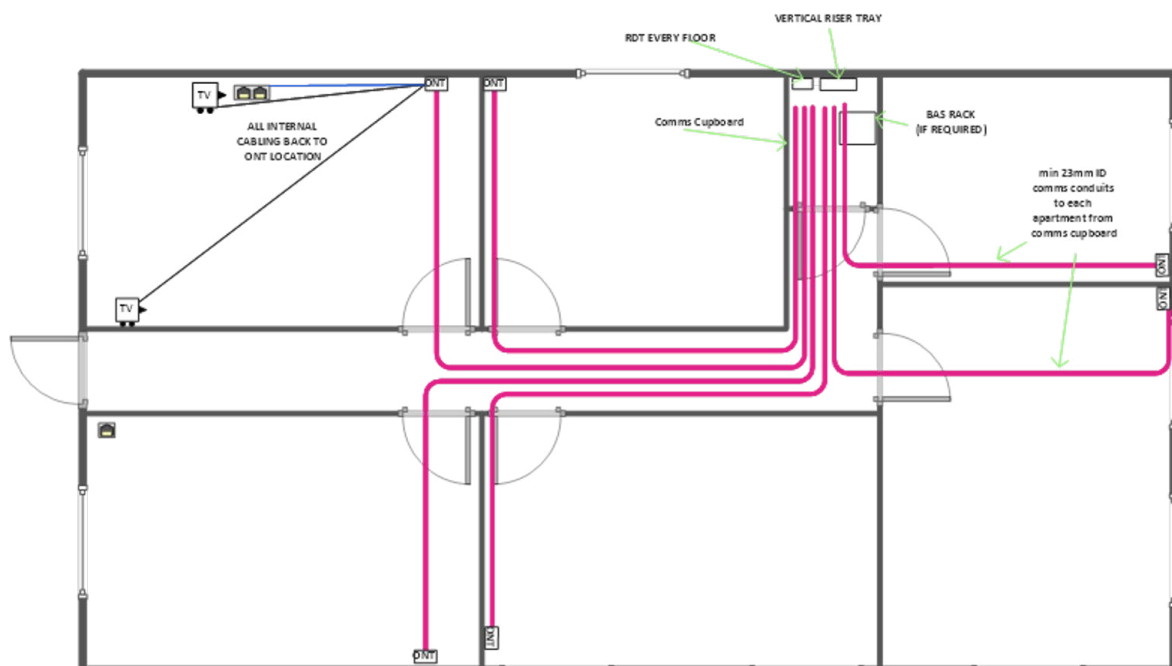 VERTICAL RISER TRAY
RDT EVERY FLOOR
TV
ONT
ONT
ALL INTERNAL
CABLING BACK TO
ONT LOCATION
Comms Cupboard
BAS RACK
(IF REQUIRED)
min 23mm ID
comms conduits
to each
apartment from
comms cupboard
TV
ONT
ONT
ONT
ONT